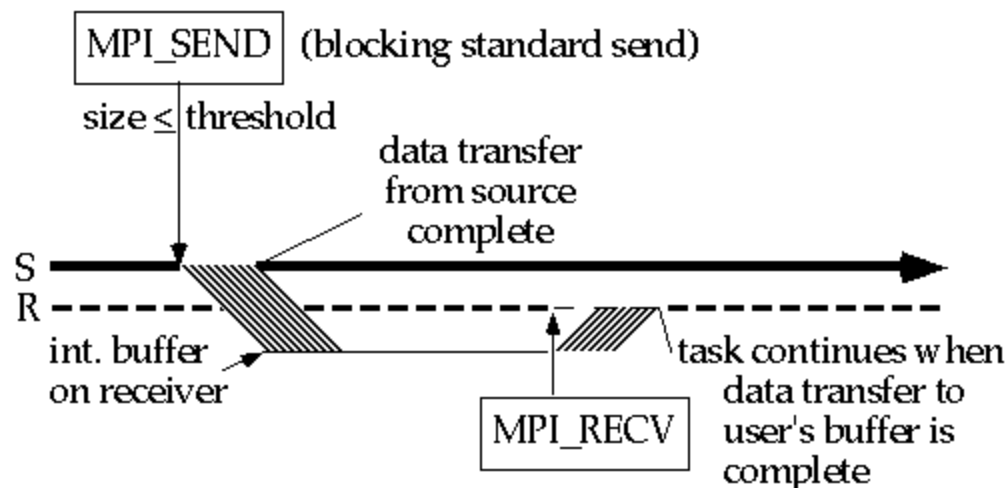 MPI_SEND (blocking standard send)
size ≤ threshold
data transfer
from source
complete
S
R
int. buffer
on receiver
task continues when
data transfer to
user's buffer is
complete
MPI_RECV